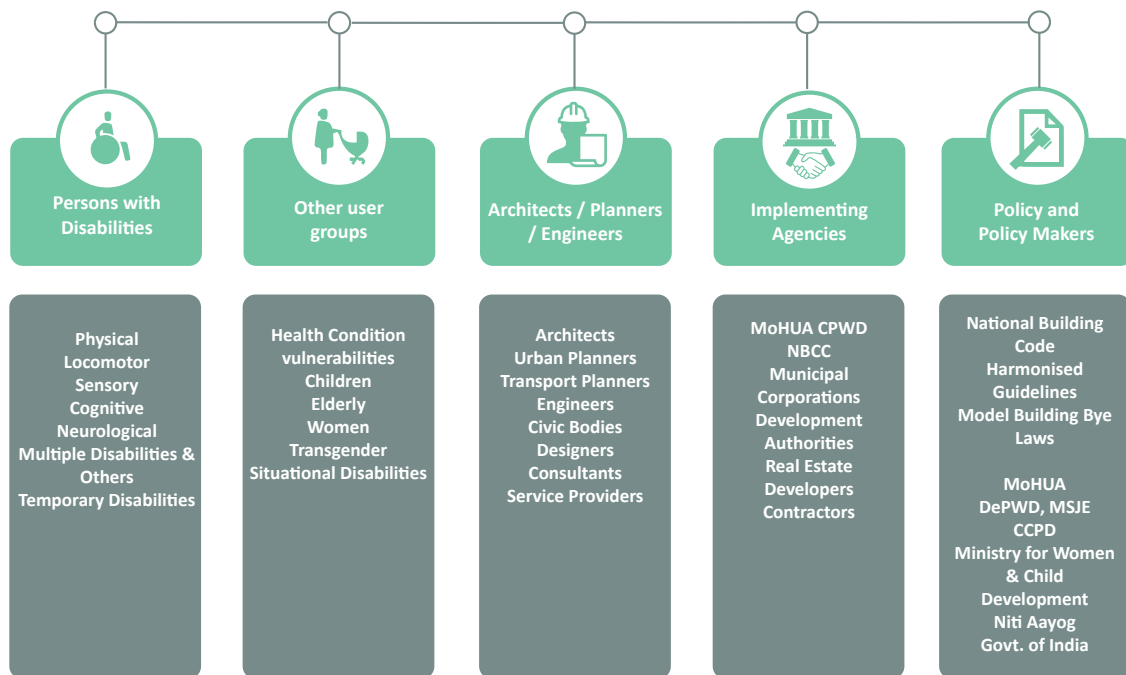 Persons with
Disabilities
Other user
groups
Architects / Planners
/ Engineers
Implementing
Agencies
Policy and
Policy Makers
Physical
Locomotor
Sensory
Cognitive
Neurological
Multiple Disabilities &
Others
Temporary Disabilities
Health Condition
vulnerabilities
Children
Elderly
Women
Transgender
Situational Disabilities
Architects
Urban Planners
Transport Planners
Engineers
Civic Bodies
Designers
Consultants
Service Providers
MoHUA CPWD
NBCC
Municipal
Corporations
Development
Authorities
Real Estate
Developers
Contractors
National Building
Code
Harmonised
Guidelines
Model Building Bye
Laws
MoHUA
DePWD, MSJE
CCPD
Ministry for Women
& Child
Development
Niti Aayog
Govt. of India